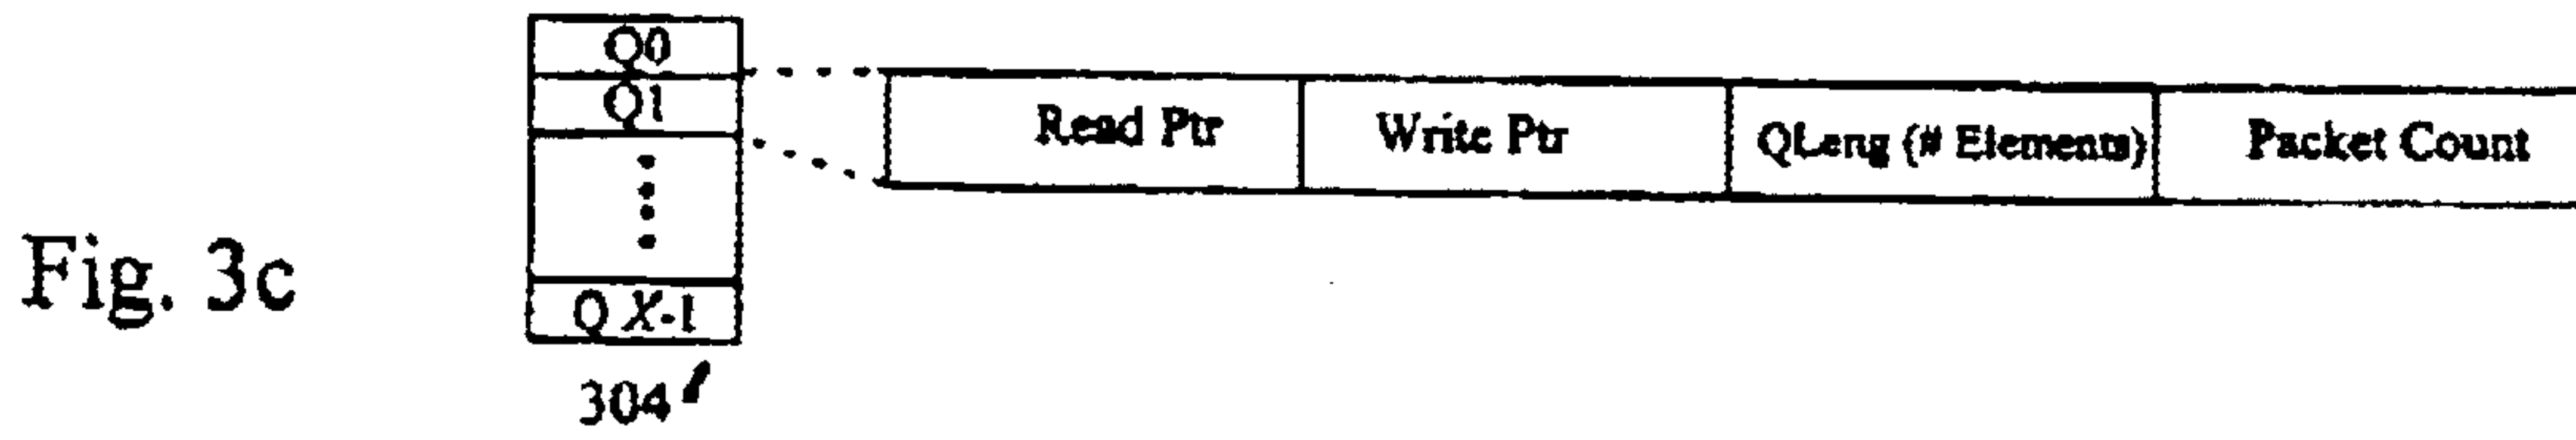 Q0
Q1
Read Ptr
Write Ptr
QLeng (# Elements)
Packet Count
Fig. 3c
Q X-1
304